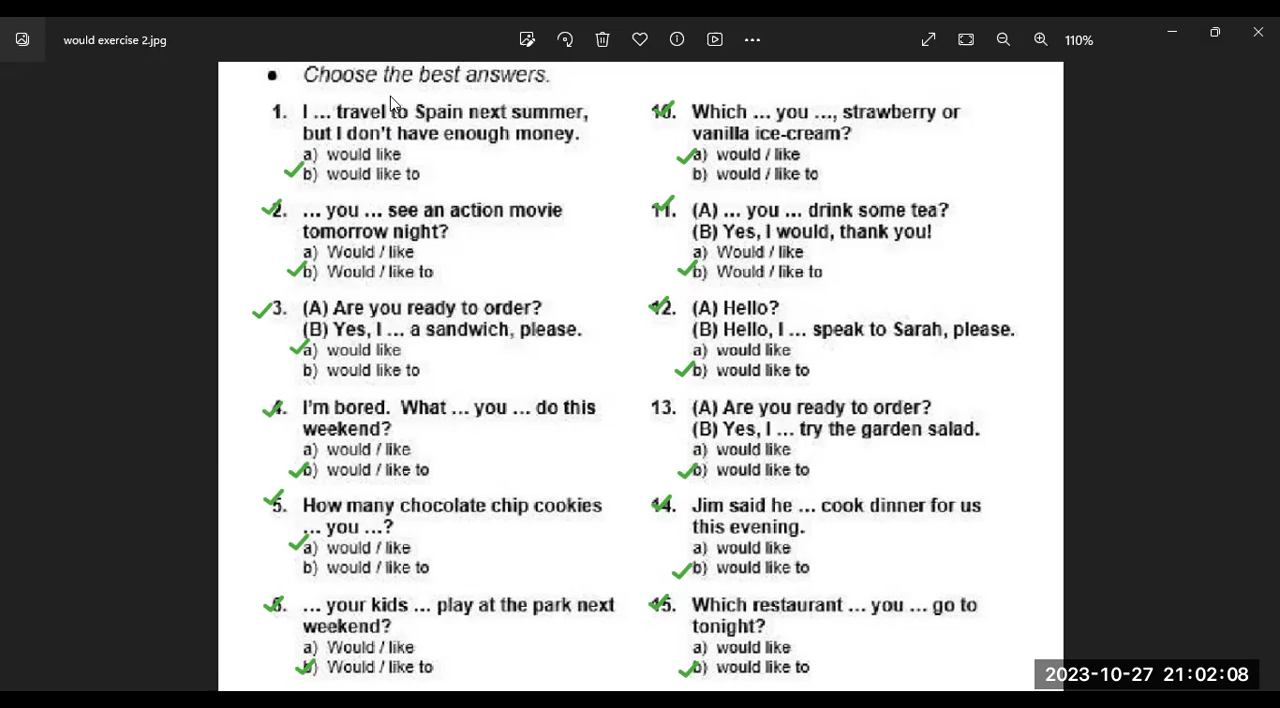 would exercise 2.jpg
110%
• Choose the best answers.
1. I ... travel to Spain next summer,
but I don't have enough money.
a) would like
b) would like to
2. ... you ... see an action movie
tomorrow night?
a) Would / like
b) Would / like to
3. (A) Are you ready to order?
(B) Yes, I ... a sandwich, please.
a) would like
b) would like to
4. I'm bored. What ... you ... do this
weekend?
a) would / like
b) would / like to
5. How many chocolate chip cookies
... you ...?
a) would / like
b) would / like to
6. ... your kids ... play at the park next
weekend?
a) Would / like
b) Would / like to
10. Which ... you ..., strawberry or
vanilla ice-cream?
a) would / like
b) would / like to
11. (A) ... you ... drink some tea?
(B) Yes, I would, thank you!
a) Would / like
b) Would / like to
12. (A) Hello?
(B) Hello, I ... speak to Sarah, please.
a) would like
b) would like to
13. (A) Are you ready to order?
(B) Yes, I ... try the garden salad.
a) would like
b) would like to
14. Jim said he ... cook dinner for us
this evening.
a) would like
b) would like to
15. Which restaurant ... you ... go to
tonight?
a) would like
b) would like to
2023-10-27 21:02:08